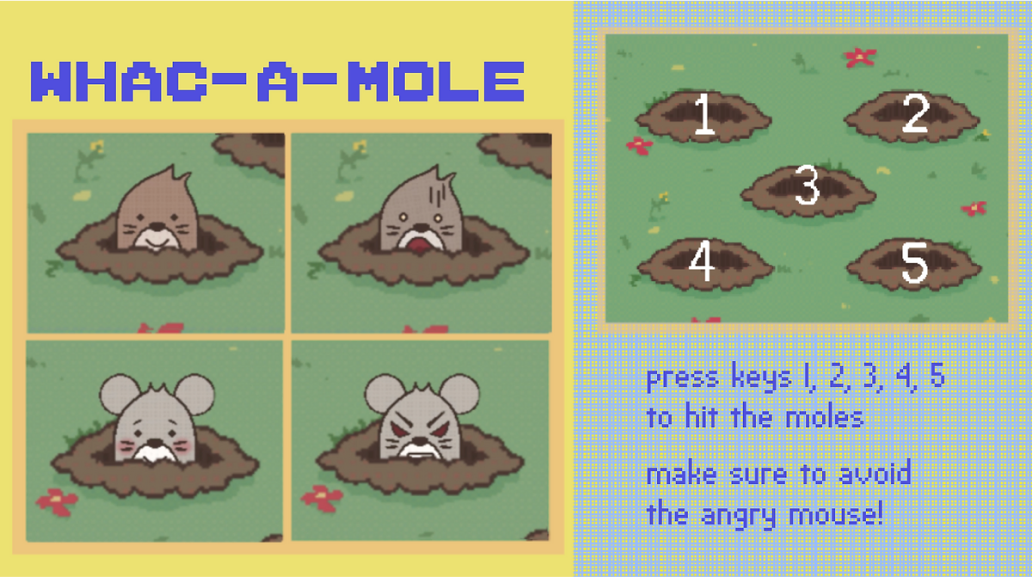 WHAC-A-MOLE
1
2
3
4
5
press keys 1, 2, 3, 4, 5
to hit the moles
make sure to avoid
the angry mouse!